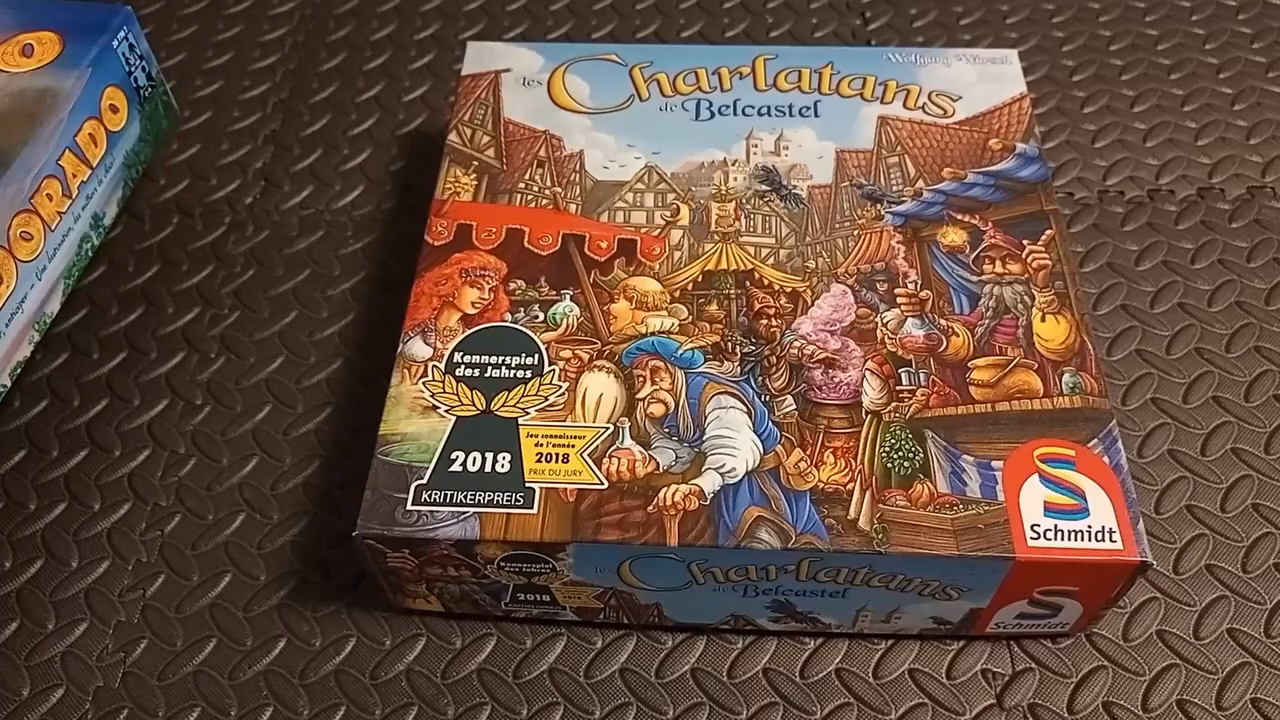 DORADO
les Charlatans
de Belcastel
Wolfgang Warsch
Kennerspiel
des Jahres
2018
KRITIKERPREIS
Jeu connaisseur
de l'année
2018
PRIX DU JURY
Schmidt
les Charlatans
de Belcastel
Kennerspiel
des Jahres
2018
KRITIKERPREIS
Schmidt